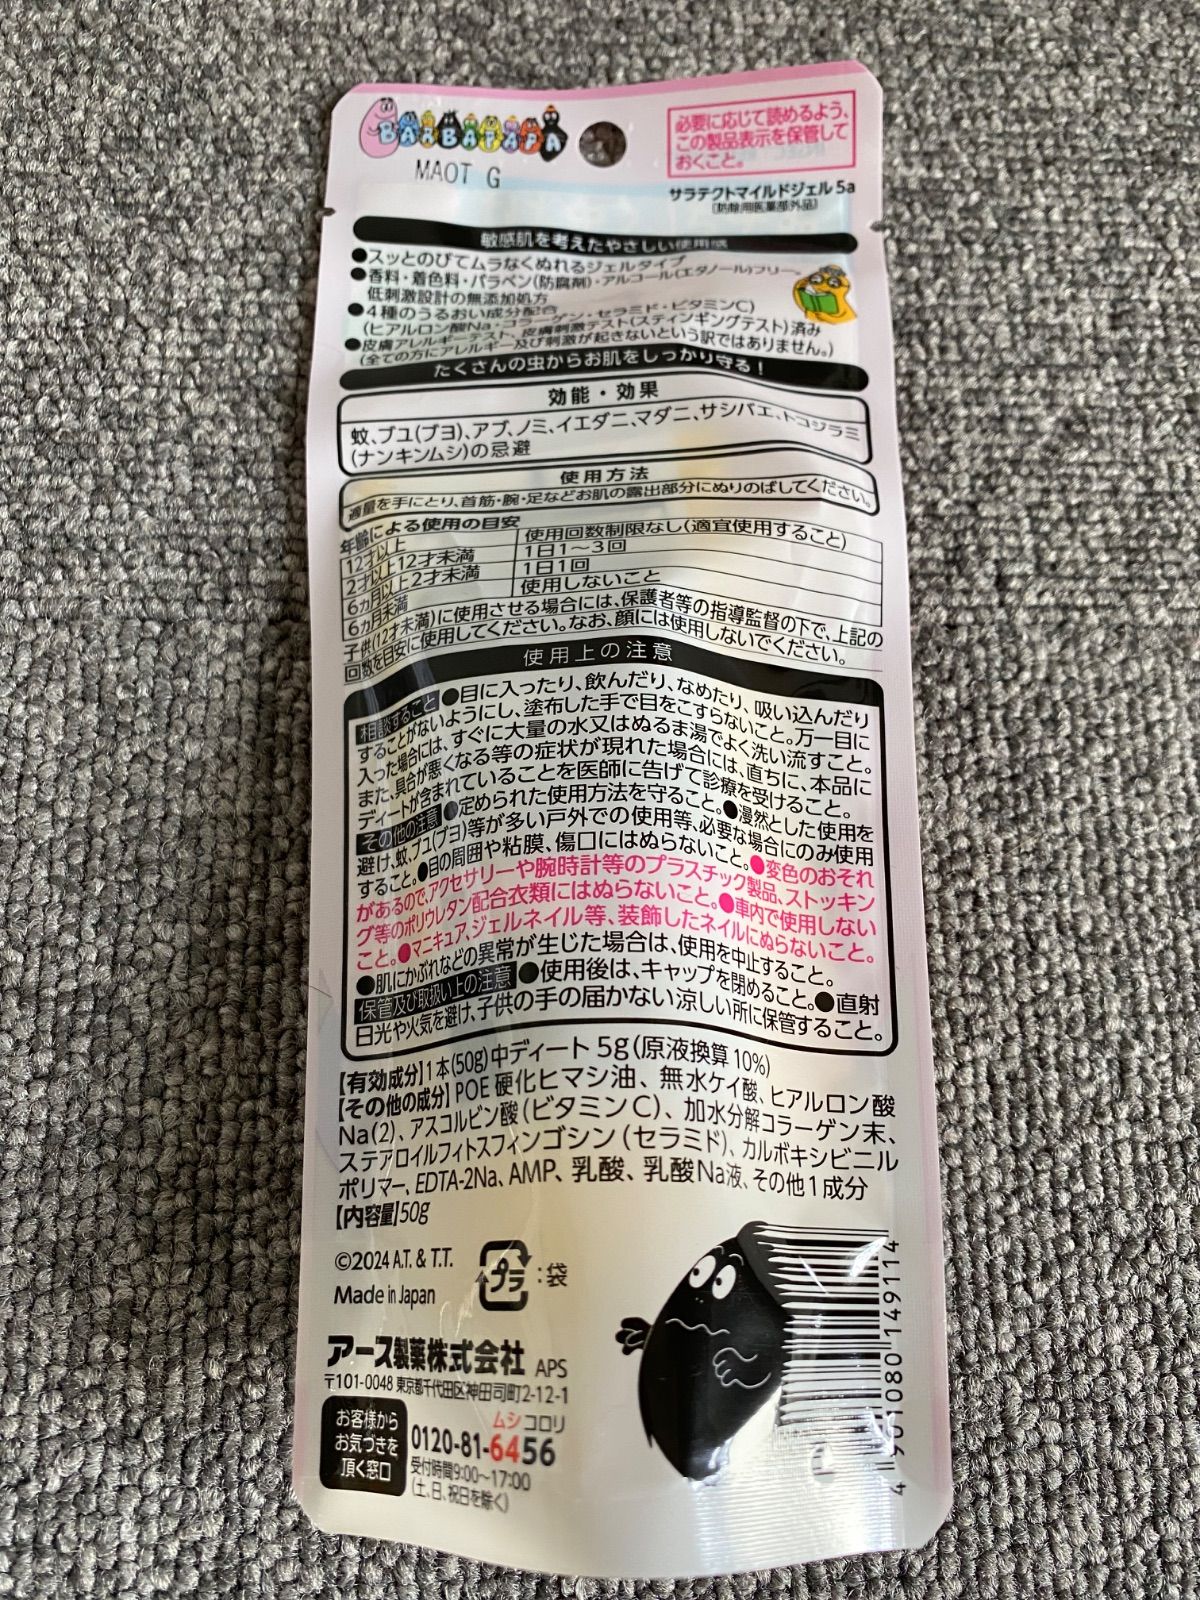 BARBAPAPA
MAOT G
必要に応じて読めるよう、
この製品表示を保管して
おくこと。
サラテクトマイルドジェル5a
(防除用医薬部外品)
敏感肌を考えたやさしい使用感
●スッとのびてムラなくぬれるジェルタイプ
●香料・着色料・パラベン(防腐剤)・アルコール(エタノール)フリー。
低刺激設計の無添加処方
●4種のうるおい成分配合
(ヒアルロン酸Na・コラーゲン・セラミド・ビタミンC)
●皮膚アレルギーテスト、皮膚刺激テスト(スティンギングテスト)済み
(全ての方にアレルギー及び刺激が起きないという訳ではありません。)
たくさんの虫からお肌をしっかり守る!
効能・効果
蚊、ブユ(ブヨ)、アブ、ノミ、イエダニ、マダニ、サシバエ、トコジラミ
(ナンキンムシ)の忌避
使用方法
適量を手にとり、首筋・腕・足などお肌の露出部分にぬりのばしてください。
年齢による使用の目安
12才以上 使用回数制限なし(適宜使用すること)
2才以上12才未満 1日1~3回
6ヵ月以上2才未満 1日1回
6ヵ月未満 使用しないこと
子供(12才未満)に使用させる場合には、保護者等の指導監督の下で、上記の
回数を目安に使用してください。なお、顔には使用しないでください。
使用上の注意
相談すること ●目に入ったり、飲んだり、なめたり、吸い込んだり
することがないようにし、塗布した手で目をこすらないこと。万一目に
入った場合には、すぐに大量の水又はぬるま湯でよく洗い流すこと。
また、具合が悪くなる等の症状が現れた場合には、直ちに、本品に
ディートが含まれていることを医師に告げて診療を受けること。
その他の注意 ●定められた使用方法を守ること。●漫然とした使用を
避け、蚊、ブユ(ブヨ)等が多い戸外での使用等、必要な場合にのみ使用
すること。●目の周囲や粘膜、傷口にはぬらないこと。●変色のおそれ
があるので、アクセサリーや腕時計等のプラスチック製品、ストッキン
グ等のポリウレタン配合衣類にはぬらないこと。●車内で使用しない
こと。●マニキュア、ジェルネイル等、装飾したネイルにぬらないこと。
●肌にかぶれなどの異常が生じた場合は、使用を中止すること。
保管及び取扱い上の注意 ●使用後は、キャップを閉めること。●直射
日光や火気を避け、子供の手の届かない涼しい所に保管すること。
【有効成分】1本(50g)中ディート 5g(原液換算 10%)
【その他の成分】POE 硬化ヒマシ油、無水ケイ酸、ヒアルロン酸
Na(2)、アスコルビン酸(ビタミンC)、加水分解コラーゲン末、
ステアロイルフィトスフィンゴシン(セラミド)、カルボキシビニル
ポリマー、EDTA-2Na、AMP、乳酸、乳酸Na液、その他1成分
【内容量】50g
©2024 A.T. & T.T.
プラ :袋
Made in Japan
アース製薬株式会社 APS
〒101-0048 東京都千代田区神田司町2-12-1
お客様から
お気づきを
頂く窓口
ムシコロリ
0120-81-6456
受付時間9:00~17:00
(土、日、祝日を除く)
4 901080 149114